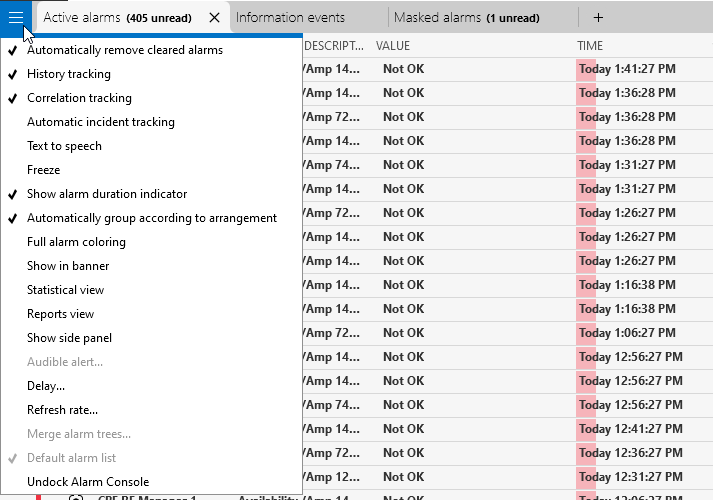 Active alarms (405 unread) Information events Masked alarms (1 unread)
DESCRIPT... VALUE TIME
Automatically remove cleared alarms
/Amp 14... Not OK Today 1:41:27 PM
History tracking
/Amp 14... Not OK Today 1:36:28 PM
Correlation tracking
/Amp 72... Not OK Today 1:36:28 PM
Automatic incident tracking
/Amp 14... Not OK Today 1:36:28 PM
Text to speech
/Amp 74... Not OK Today 1:31:27 PM
Freeze
/Amp 14... Not OK Today 1:31:27 PM
Show alarm duration indicator
/Amp 72... Not OK Today 1:26:27 PM
Automatically group according to arrangement
/Amp 14... Not OK Today 1:26:27 PM
Full alarm coloring
/Amp 14... Not OK Today 1:26:27 PM
Show in banner
/Amp 14... Not OK Today 1:16:38 PM
Statistical view
/Amp 14... Not OK Today 1:16:38 PM
Reports view
/Amp 72... Not OK Today 1:06:27 PM
Show side panel
/Amp 14... Not OK Today 12:56:27 PM
Audible alert...
/Amp 14... Not OK Today 12:56:27 PM
Delay...
/Amp 74... Not OK Today 12:56:27 PM
Refresh rate...
/Amp 14... Not OK Today 12:41:27 PM
Merge alarm trees...
/Amp 72... Not OK Today 12:36:27 PM
Default alarm list
/Amp 12... Not OK Today 12:31:27 PM
Undock Alarm Console
Manager 1 Availability /Amp 14... Not OK Today 12:06:27 PM